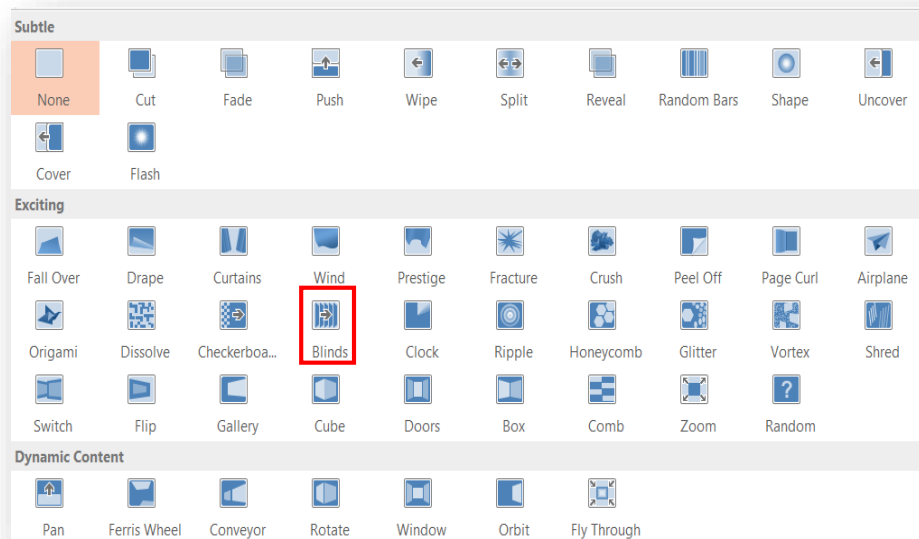 Subtle
None Cut Fade Push Wipe Split Reveal Random Bars Shape Uncover
Cover Flash
Exciting
Fall Over Drape Curtains Wind Prestige Fracture Crush Peel Off Page Curl Airplane
Origami Dissolve Checkerboa... Blinds Clock Ripple Honeycomb Glitter Vortex Shred
Switch Flip Gallery Cube Doors Box Comb Zoom Random
Dynamic Content
Pan Ferris Wheel Conveyor Rotate Window Orbit Fly Through